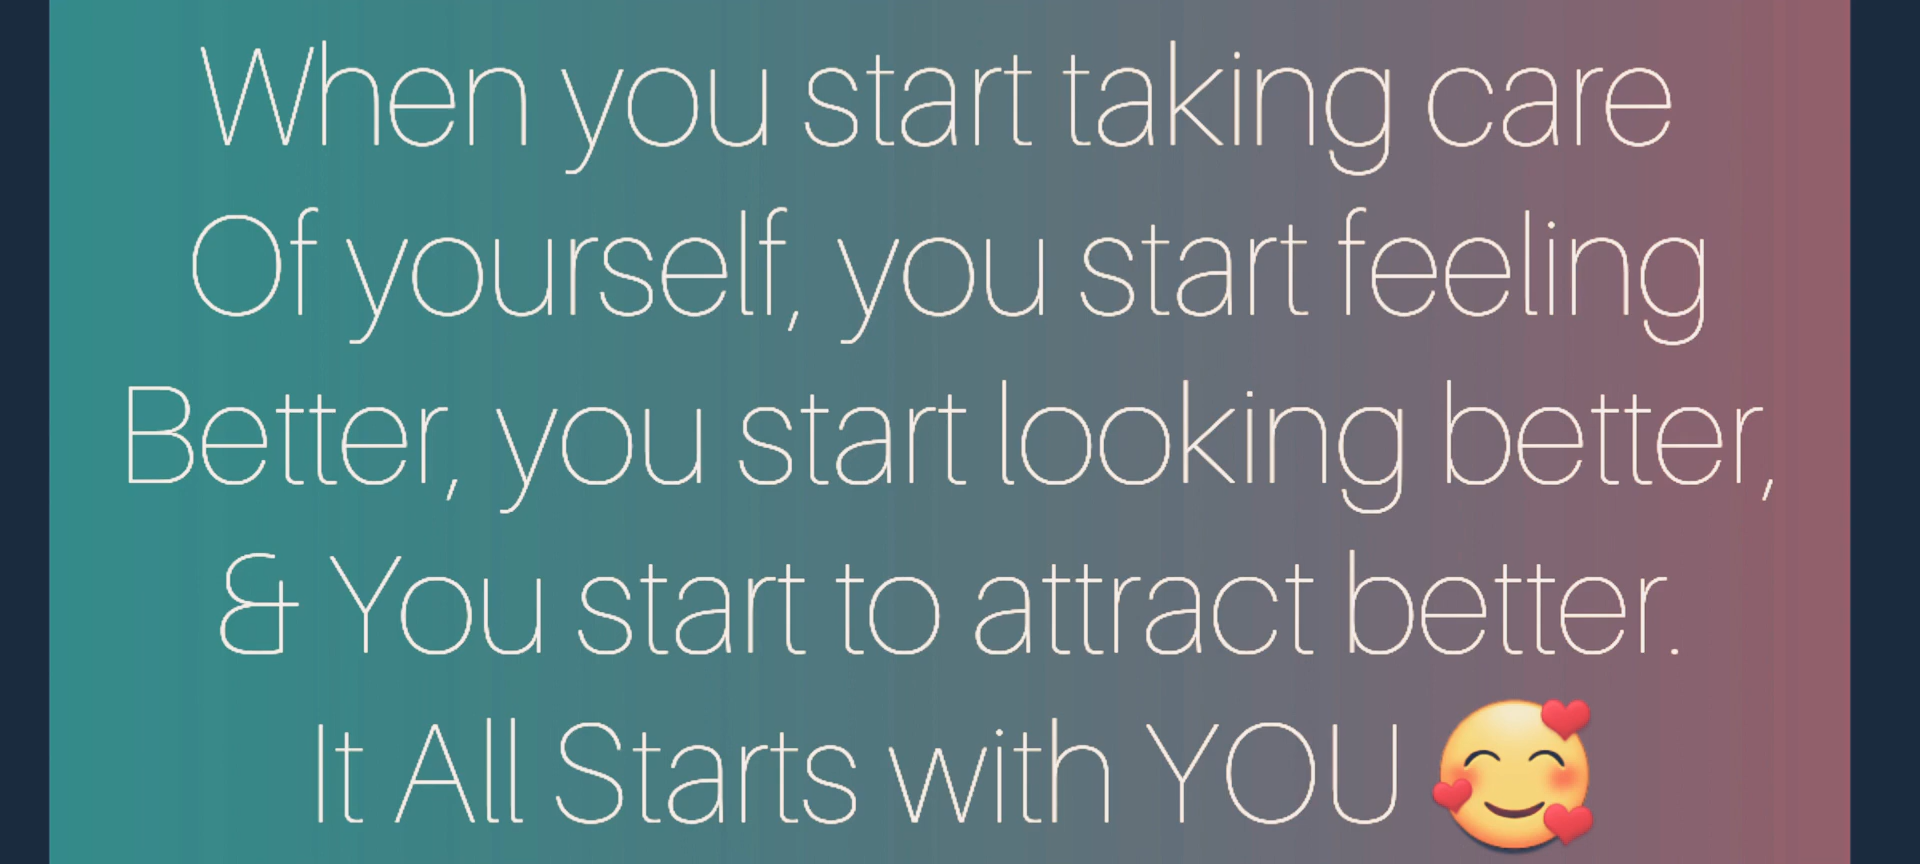 When you start taking care
Of yourself, you start feeling
Better, you start looking better,
& You start to attract better.
It All Starts with YOU 🥰